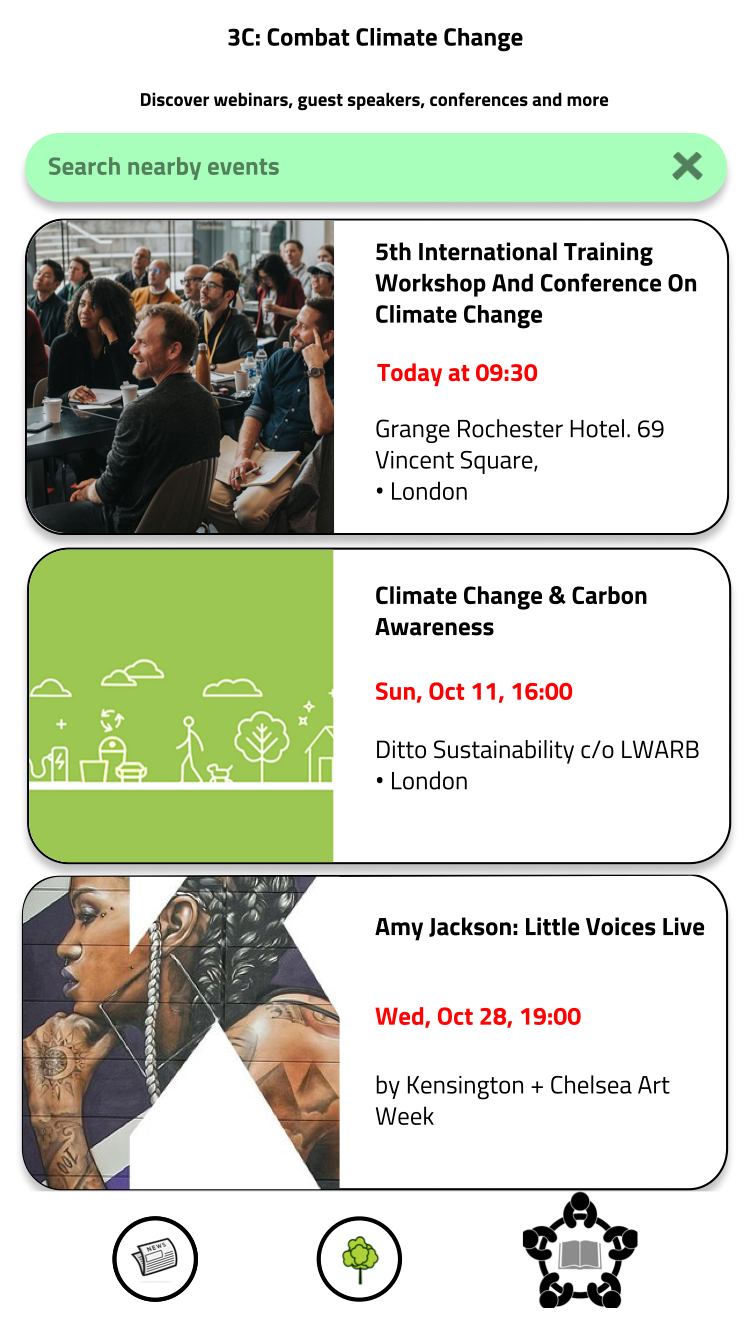 3C: Combat Climate Change
Discover webinars, guest speakers, conferences and more
Search nearby events
5th International Training
Workshop And Conference On
Climate Change
Today at 09:30
Grange Rochester Hotel. 69
Vincent Square,
• London
Climate Change & Carbon
Awareness
Sun, Oct 11, 16:00
Ditto Sustainability c/o LWARB
• London
Amy Jackson: Little Voices Live
Wed, Oct 28, 19:00
by Kensington + Chelsea Art
Week
NEWS